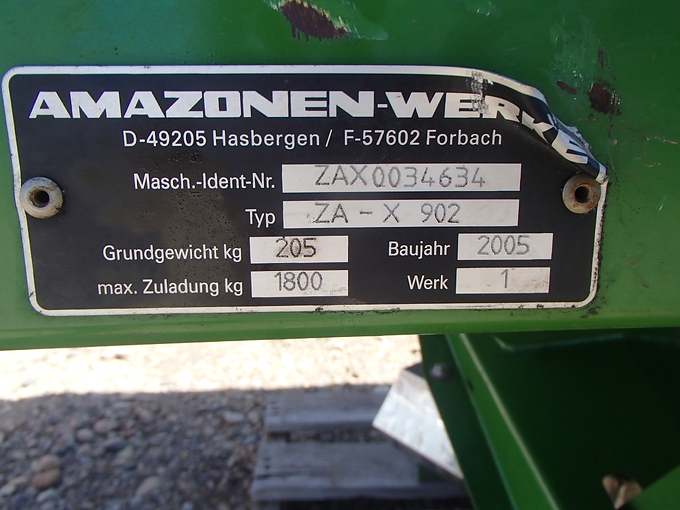 AMAZONEN-WERKE
D-49205 Hasbergen / F-57602 Forbach
Masch.-Ident-Nr. ZAX0034634
Typ ZA-X 902
Grundgewicht kg 205 Baujahr 2005
max. Zuladung kg 1800 Werk 1